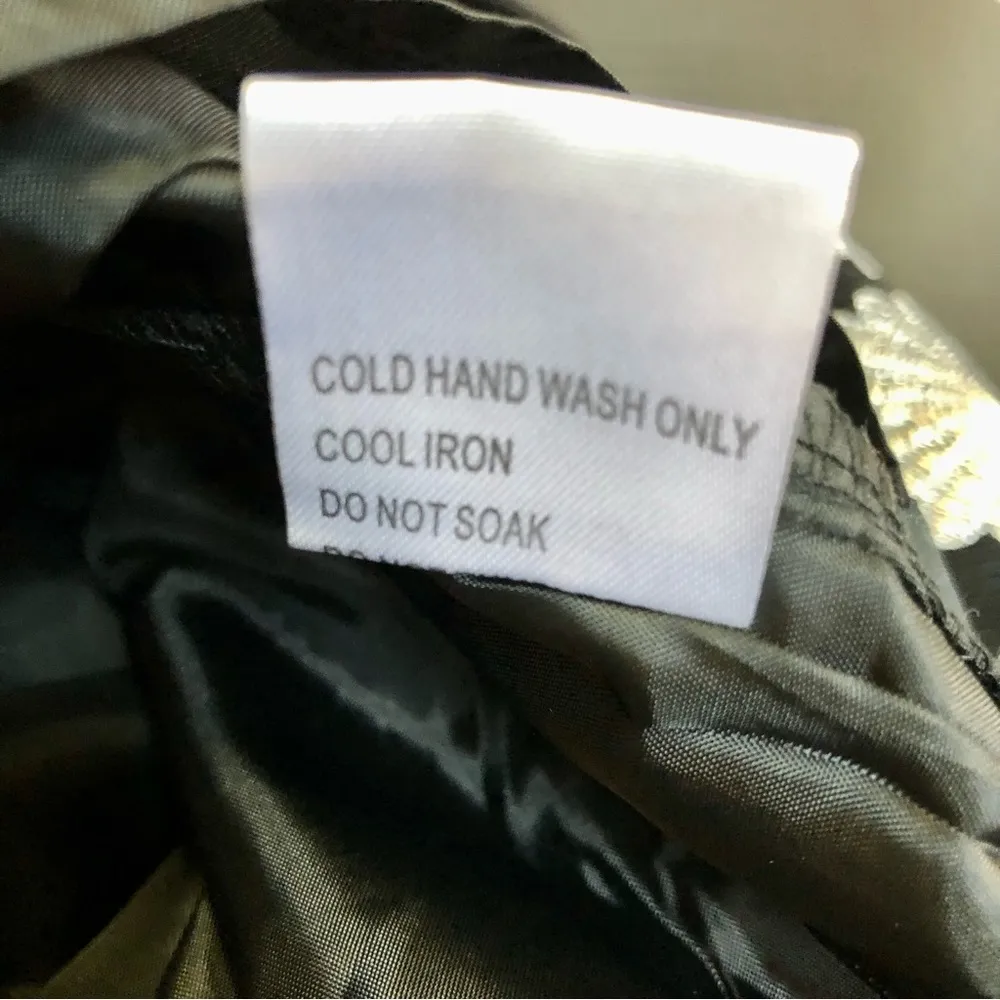 COLD HAND WASH ONLY
COOL IRON
DO NOT SOAK